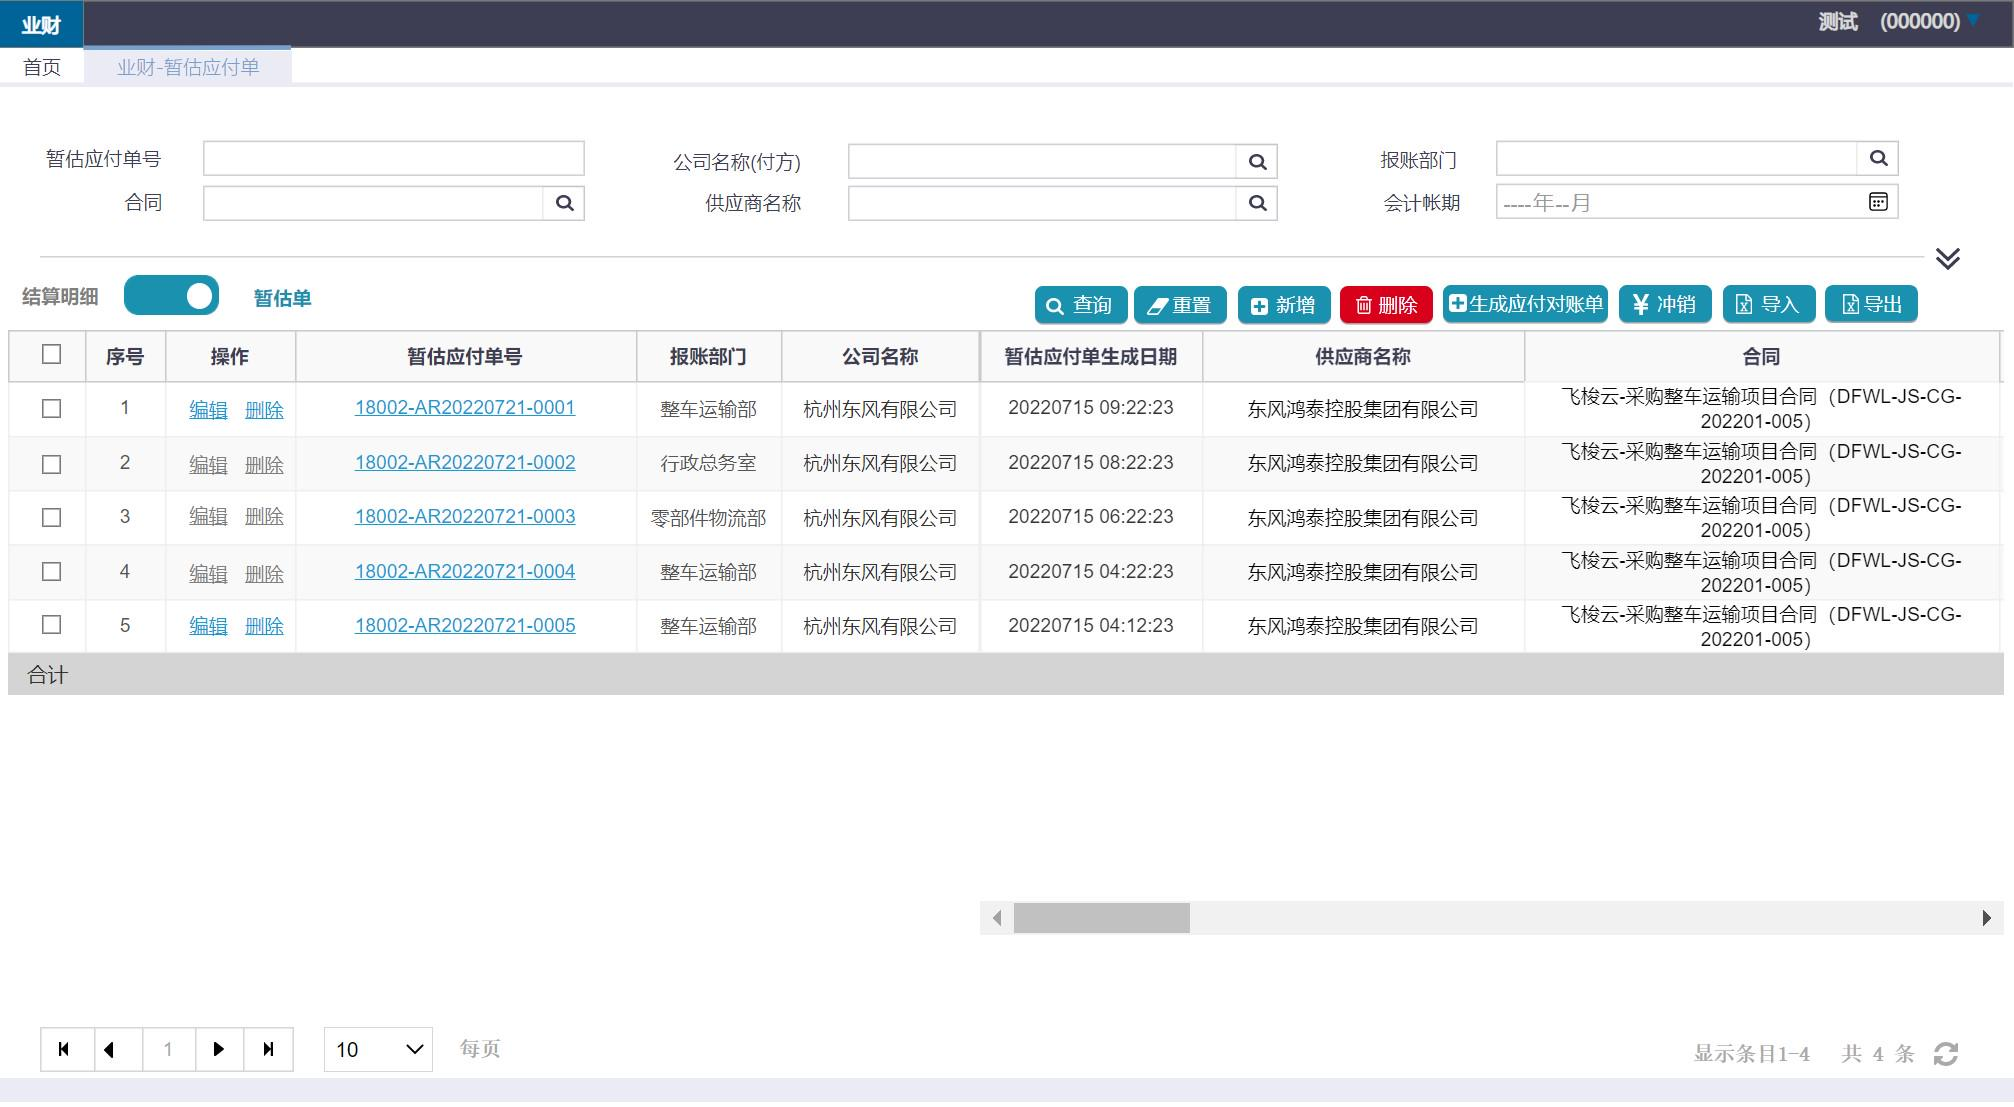 业财
测试 (000000)
首页 业财-暂估应付单
暂估应付单号 公司名称(付方) 报账部门
合同 供应商名称 会计帐期 ----年--月
结算明细 暂估单 查询 重置 新增 删除 生成应付对账单 冲销 导入 导出
序号 操作 暂估应付单号 报账部门 公司名称 暂估应付单生成日期 供应商名称 合同
1 编辑 删除 18002-AR20220721-0001 整车运输部 杭州东风有限公司 20220715 09:22:23 东风鸿泰控股集团有限公司 飞梭云-采购整车运输项目合同（DFWL-JS-CG-
202201-005）
2 编辑 删除 18002-AR20220721-0002 行政总务室 杭州东风有限公司 20220715 08:22:23 东风鸿泰控股集团有限公司 飞梭云-采购整车运输项目合同（DFWL-JS-CG-
202201-005）
3 编辑 删除 18002-AR20220721-0003 零部件物流部 杭州东风有限公司 20220715 06:22:23 东风鸿泰控股集团有限公司 飞梭云-采购整车运输项目合同（DFWL-JS-CG-
202201-005）
4 编辑 删除 18002-AR20220721-0004 整车运输部 杭州东风有限公司 20220715 04:22:23 东风鸿泰控股集团有限公司 飞梭云-采购整车运输项目合同（DFWL-JS-CG-
202201-005）
5 编辑 删除 18002-AR20220721-0005 整车运输部 杭州东风有限公司 20220715 04:12:23 东风鸿泰控股集团有限公司 飞梭云-采购整车运输项目合同（DFWL-JS-CG-
202201-005）
合计
1 10 每页 显示条目1-4 共 4 条